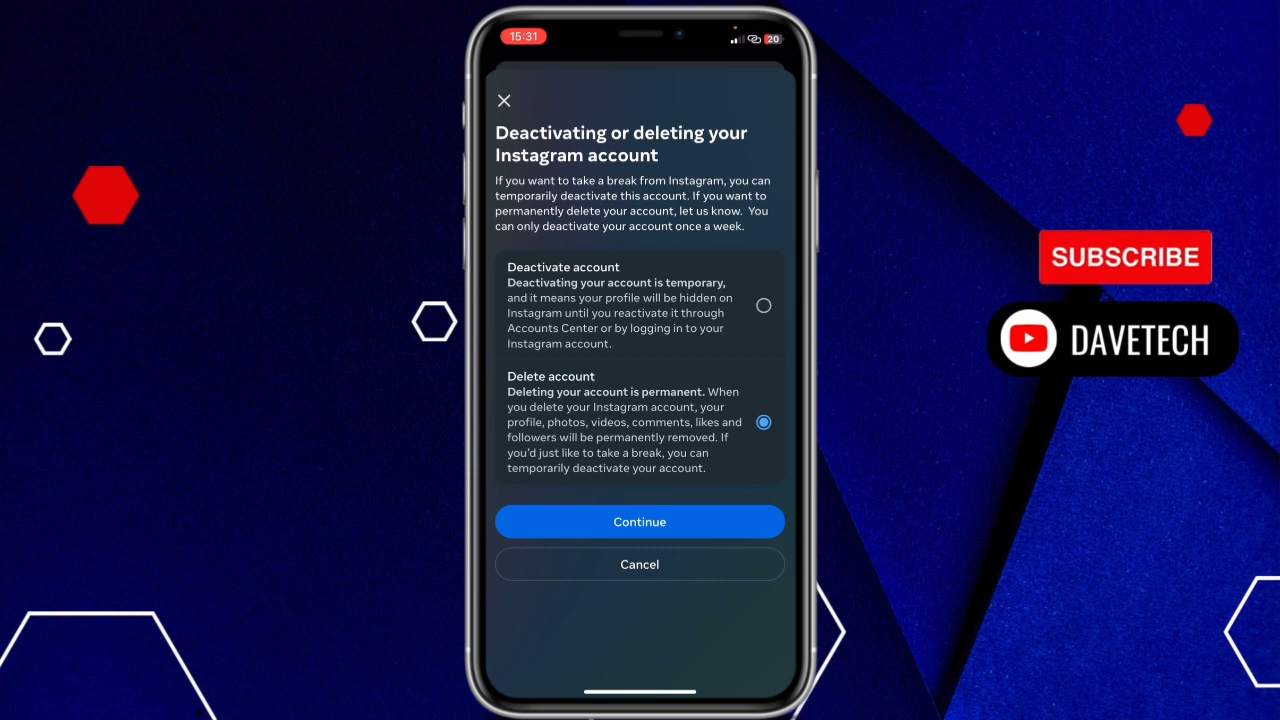 15:31
20
Deactivating or deleting your
Instagram account
If you want to take a break from Instagram, you can
temporarily deactivate this account. If you want to
permanently delete your account, let us know. You
can only deactivate your account once a week.
Deactivate account
Deactivating your account is temporary,
and it means your profile will be hidden on
Instagram until you reactivate it through
Accounts Center or by logging in to your
Instagram account.
Delete account
Deleting your account is permanent. When
you delete your Instagram account, your
profile, photos, videos, comments, likes and
followers will be permanently removed. If
you'd just like to take a break, you can
temporarily deactivate your account.
Continue
Cancel
SUBSCRIBE
DAVETECH